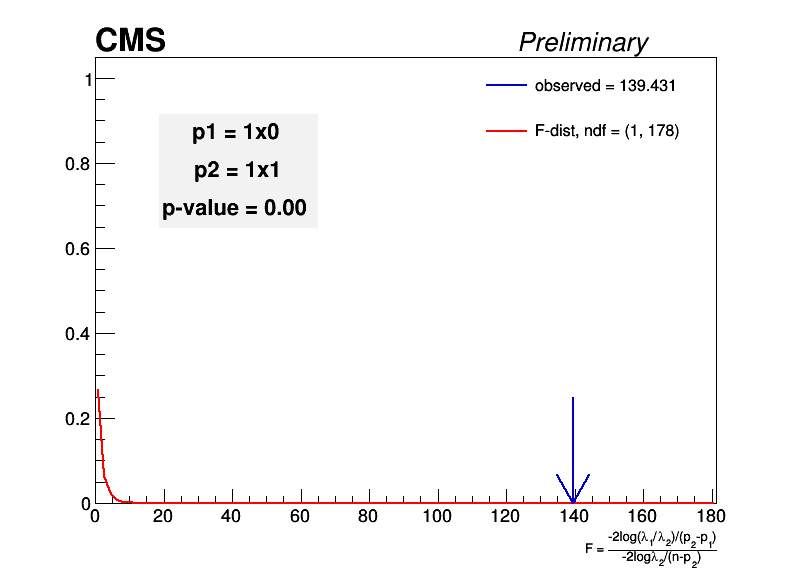 CMS Preliminary
observed = 139.431
F-dist, ndf = (1, 178)
p1 = 1x0
p2 = 1x1
p-value = 0.00
1
0.8
0.6
0.4
0.2
0
0 20 40 60 80 100 120 140 160 180
F = -2log(λ1/λ2)/(p2-p1)
-2logλ2/(n-p2)